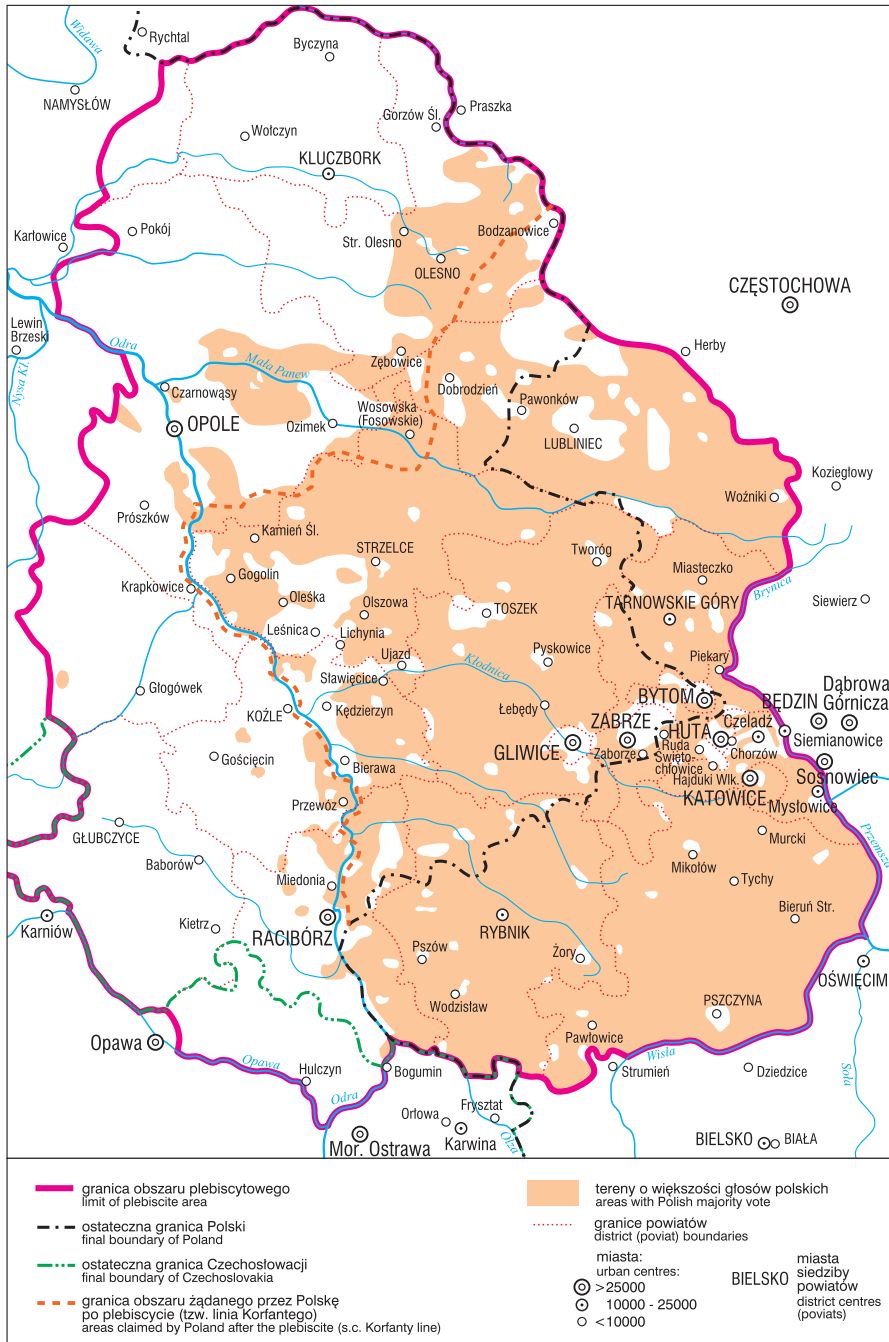 Rychtal
Widawa
Byczyna
NAMYSŁÓW
Praszka
Gorzów Śl.
Wołczyn
KLUCZBORK
Karłowice
Pokój
Str. Olesno
Bodzanowice
OLESNO
CZĘSTOCHOWA
Lewin
Brzeski
Nysa Kl.
Odra
Mała Panew
Zębowice
Herby
Czarnowąsy
Dobrodzień
Pawonków
OPOLE
Ozimek
Wosowska
(Fosowskie)
LUBLINIEC
Koziegłowy
Woźniki
Prószków
Kamień Śl.
STRZELCE
Tworóg
Miasteczko
Brynica
Krapkowice
Gogolin
Oleśka
Olszowa
TOSZEK
TARNOWSKIE GÓRY
Siewierz
Leśnica
Lichynia
Ujazd
Pyskowice
Piekary
Kłodnica
Sławięcice
Głogówek
KOŹLE
Kędzierzyn
Łebędy
BYTOM
BĘDZIN
Dąbrowa
Górnicza
ZABRZE
HUTA
Czeladź
Siemianowice
Gościęcin
Bierawa
GLIWICE
Zaborze
Ruda
Święto-
chłowice
Chorzów
Hajduki Wlk.
Sosnowiec
KATOWICE
Mysłowice
Przewóz
GŁUBCZYCE
Murcki
Przemsza
Baborów
Mikołów
Tychy
Miedonia
Bieruń Str.
Karniów
Kietrz
RACIBÓRZ
RYBNIK
Pszów
Żory
OŚWIĘCIM
Wodzisław
PSZCZYNA
Opawa
Pawłowice
Wisła
Opawa
Hulczyn
Bogumin
Strumień
Dziedzice
Soła
Odra
Orłowa
Frysztat
Karwina
Olza
Mor. Ostrawa
BIELSKO
BIAŁA
granica obszaru plebiscytowego
limit of plebiscite area
ostateczna granica Polski
final boundary of Poland
ostateczna granica Czechosłowacji
final boundary of Czechoslovakia
granica obszaru żądanego przez Polskę
po plebiscycie (tzw. linia Korfantego)
areas claimed by Poland after the plebiscite (s.c. Korfanty line)
tereny o większości głosów polskich
areas with Polish majority vote
granice powiatów
district (poviat) boundaries
miasta:
urban centres:
>25000
10000 - 25000
<10000
BIELSKO
miasta
siedziby
powiatów
district centres
(poviats)